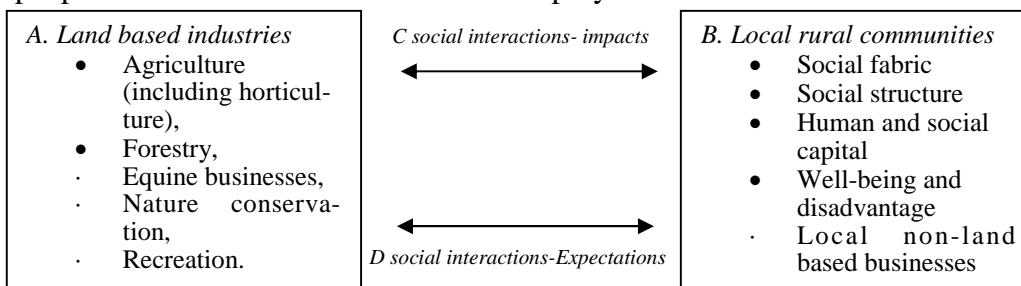 A. Land based industries
• Agriculture
(including horticul-
ture),
• Forestry,
· Equine businesses,
· Nature conserva-
tion,
· Recreation.
C social interactions- impacts
D social interactions-Expectations
B. Local rural communities
• Social fabric
• Social structure
• Human and social
capital
• Well-being and
disadvantage
· Local non-land
based businesses